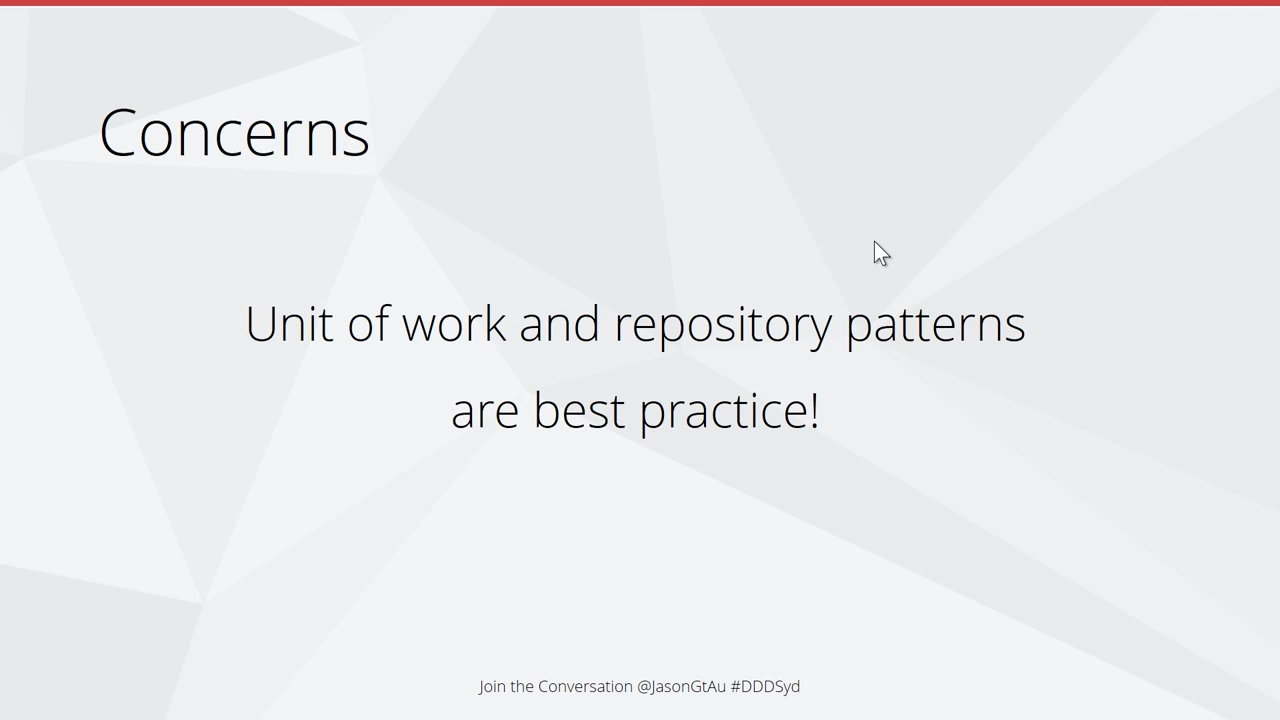 Concerns
Unit of work and repository patterns
are best practice!
Join the Conversation @JasonGtAu #DDDSyd